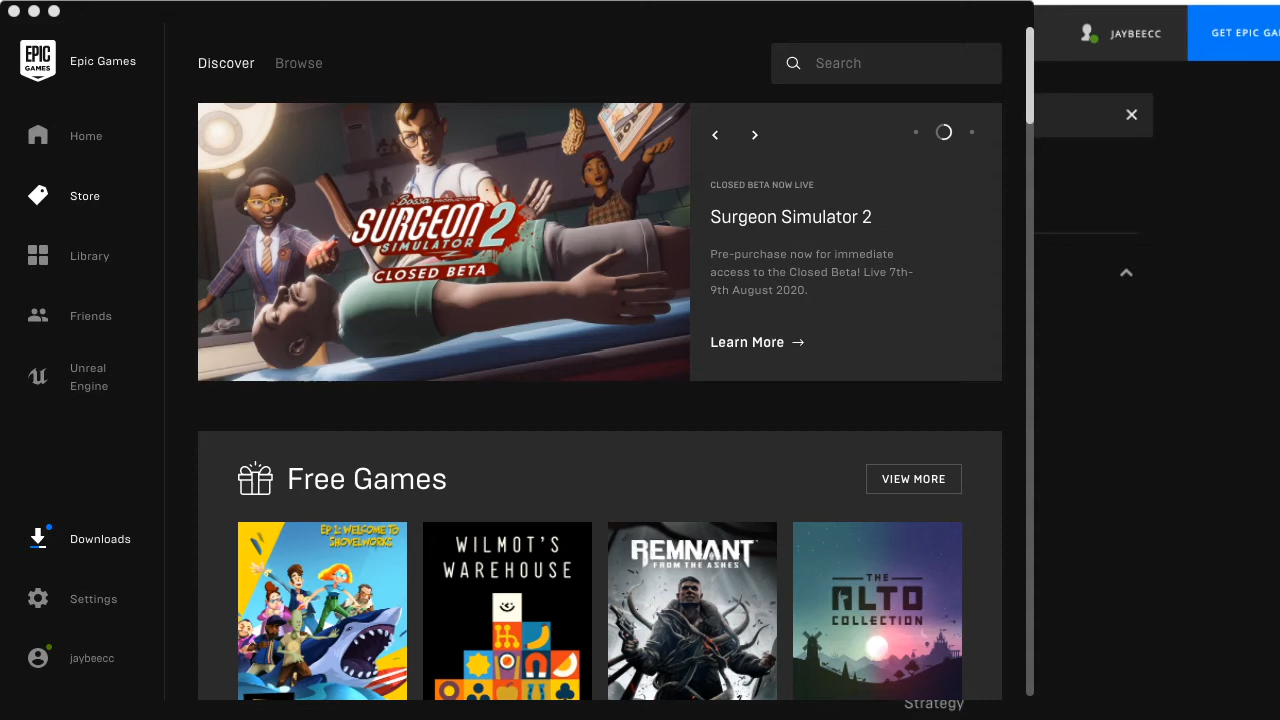 EPIC
GAMES
Epic Games
Home
Store
Library
Friends
Unreal
Engine
Downloads
Settings
jaybeecc
Discover
Browse
Search
JAYBEECC
GET EPIC GA
Bossa
SURGEON
SIMULATOR 2
CLOSED BETA
CLOSED BETA NOW LIVE
Surgeon Simulator 2
Pre-purchase now for immediate
access to the Closed Beta! Live 7th-
9th August 2020.
Learn More →
Free Games
VIEW MORE
EP 1: WELCOME TO
SHOVELWORKS
WILMOT'S
WAREHOUSE
REMNANT
FROM THE ASHES
THE
ALTO
COLLECTION
Strategy